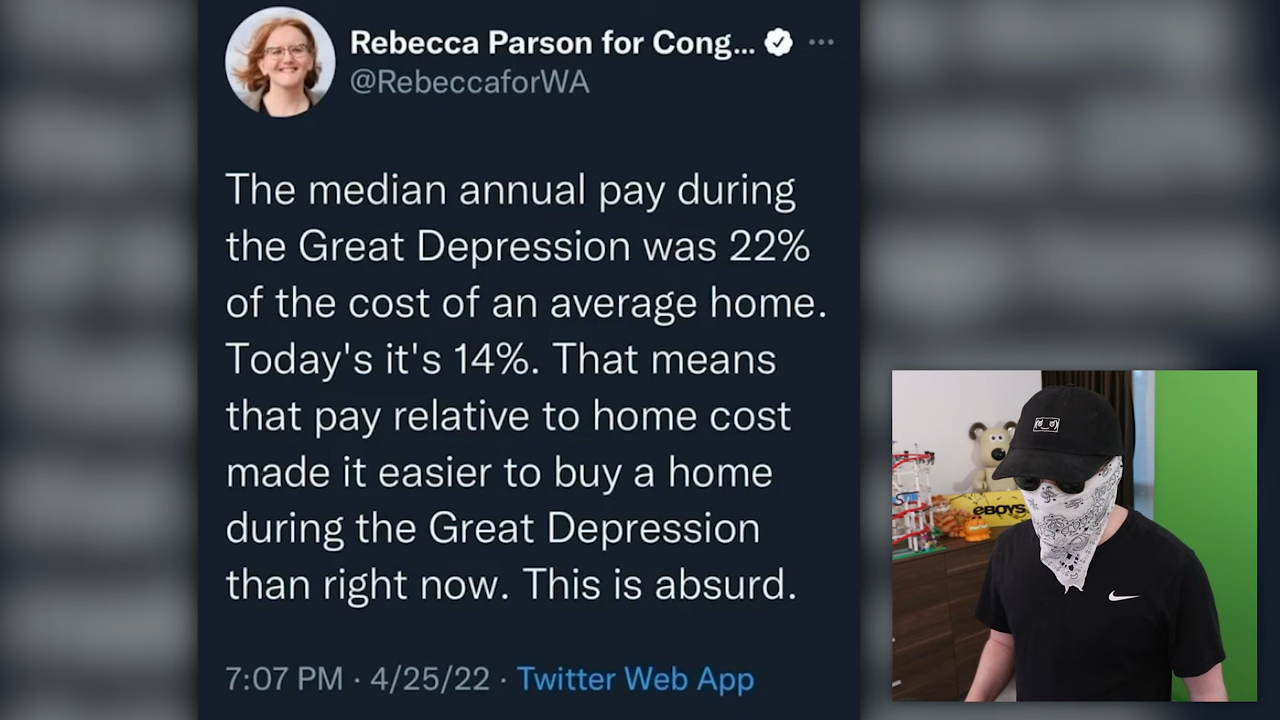 Rebecca Parson for Cong...
@RebeccaforWA
The median annual pay during
the Great Depression was 22%
of the cost of an average home.
Today's it's 14%. That means
that pay relative to home cost
made it easier to buy a home
during the Great Depression
than right now. This is absurd.
7:07 PM · 4/25/22 · Twitter Web App
eBOYS